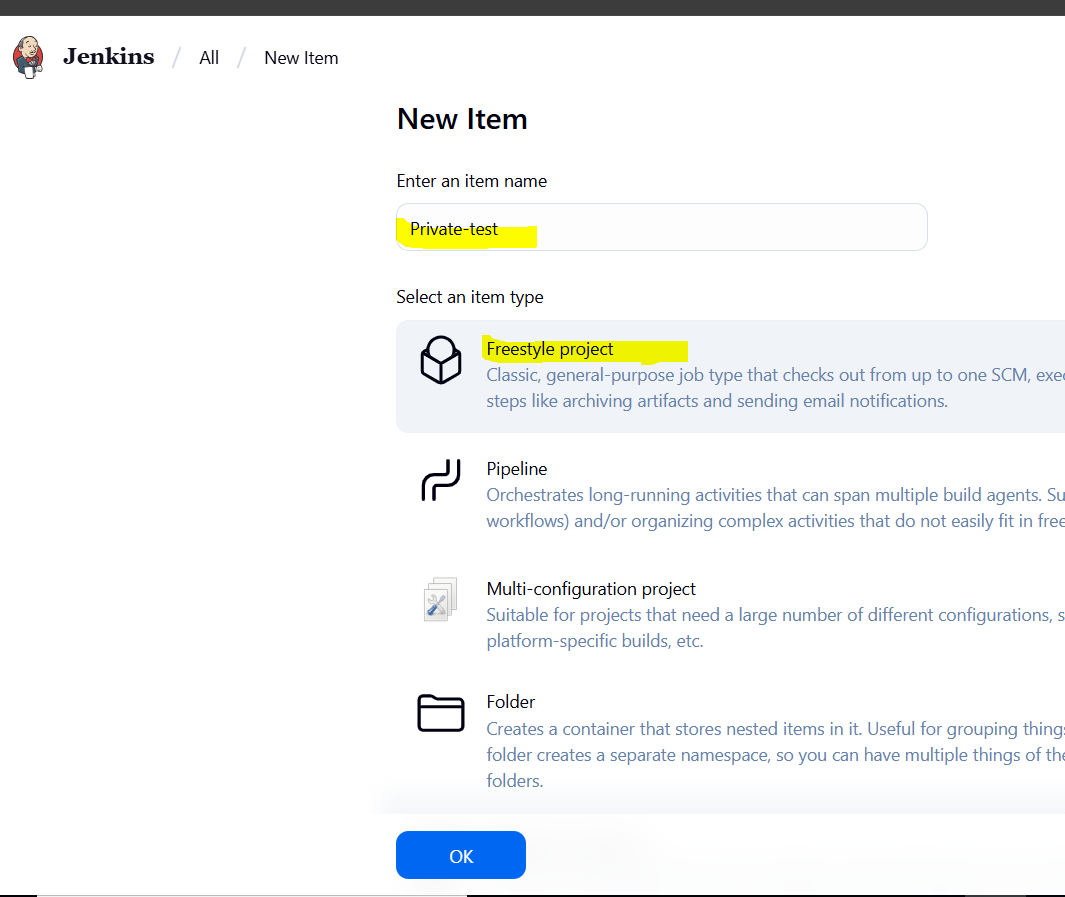 Jenkins / All / New Item
New Item
Enter an item name
Private-test
Select an item type
Freestyle project
Classic, general-purpose job type that checks out from up to one SCM,
steps like archiving artifacts and sending email notifications.
Pipeline
Orchestrates long-running activities that can span multiple build agents.
workflows) and/or organizing complex activities that do not easily fit in
Multi-configuration project
Suitable for projects that need a large number of different configurations,
platform-specific builds, etc.
Folder
Creates a container that stores nested items in it. Useful for grouping things
folder creates a separate namespace, so you can have multiple things of the
folders.
OK